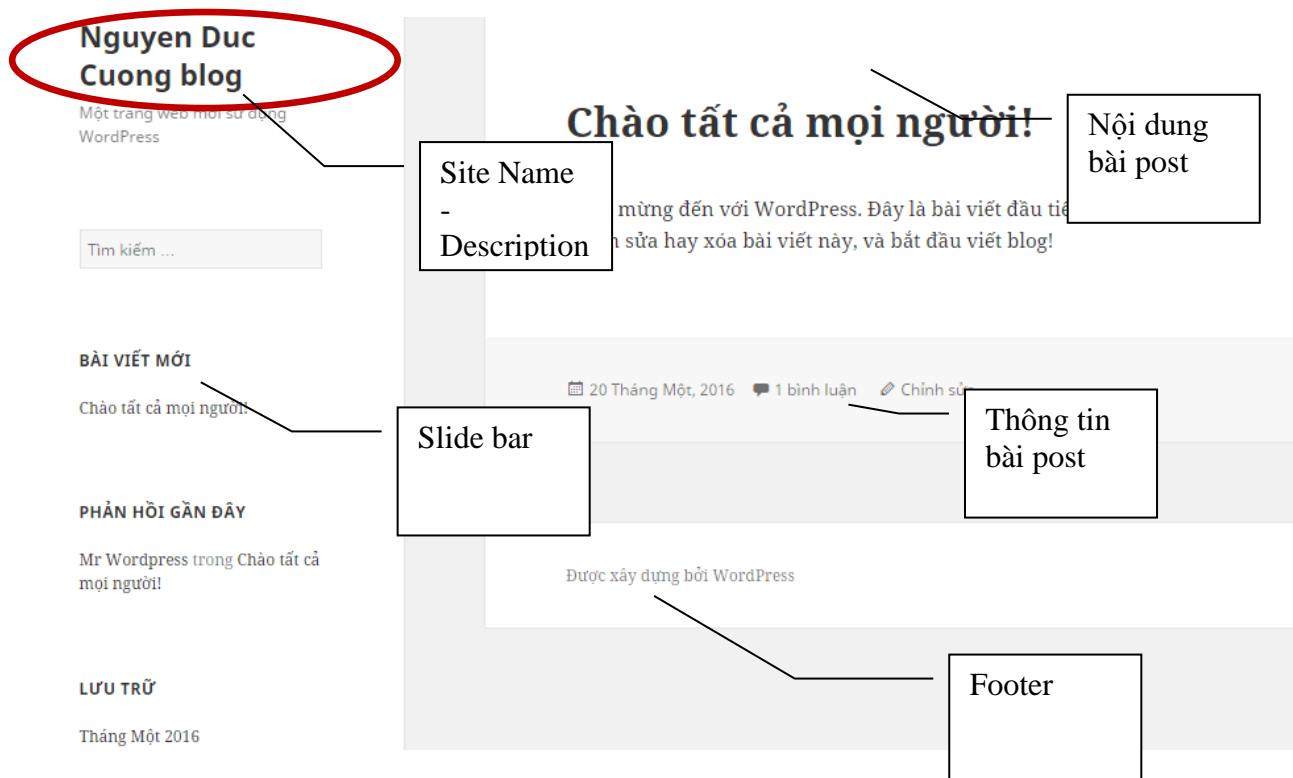 Nguyen Duc
Cuong blog
Một trang web mới sử dụng
WordPress
Tìm kiếm ...
BÀI VIẾT MỚI
Chào tất cả mọi người!
PHẢN HỒI GẦN ĐÂY
Mr Wordpress trong Chào tất cả
mọi người!
LƯU TRỮ
Tháng Một 2016
Site Name
-
Description
Slide bar
Chào tất cả mọi người!
Nội dung
bài post
mừng đến với WordPress. Đây là bài viết đầu
sửa hay xóa bài viết này, và bắt đầu viết blog!
20 Tháng Một, 2016 1 bình luận Chỉnh sửa
Thông tin
bài post
Được xây dựng bởi WordPress
Footer